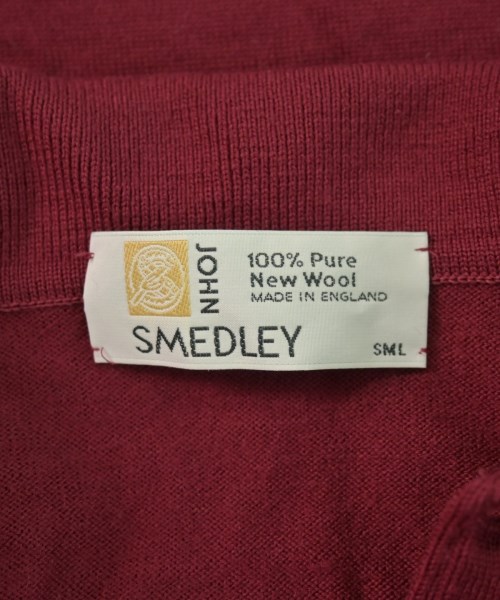 JOHN
SMEDLEY
100% Pure
New Wool
MADE IN ENGLAND
SML